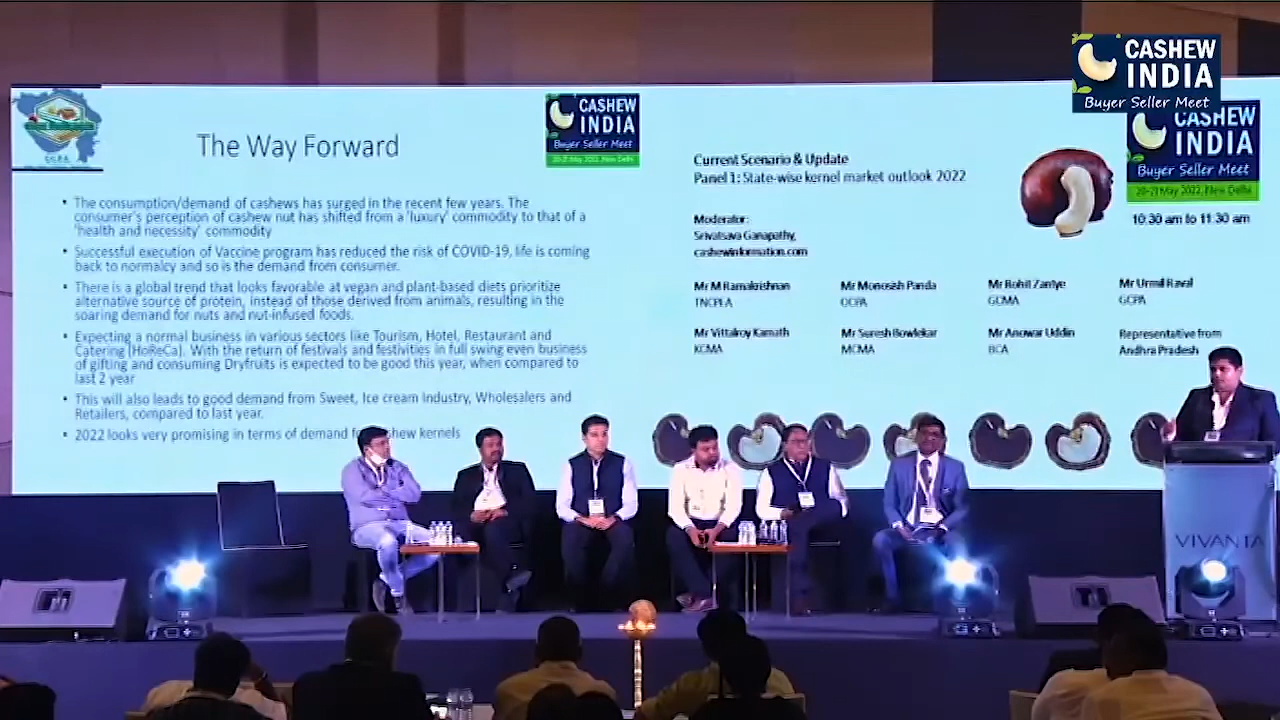 CASHEW
INDIA
Buyer Seller Meet
The Way Forward
CASHEW
INDIA
Buyer Seller Meet
20-21 May 2022, New Delhi
• The consumption/demand of cashews has surged in the recent few years. The
consumer's perception of cashew nut has shifted from a 'luxury' commodity to that of a
'health and necessity' commodity
• Successful execution of Vaccine program has reduced the risk of COVID-19, life is coming
back to normalcy and so is the demand from consumer.
• There is a global trend that looks favorable at vegan and plant-based diets prioritize
alternative source of protein, instead of those derived from animals, resulting in the
soaring demand for nuts and nut-infused foods.
• Expecting a normal business in various sectors like Tourism, Hotel, Restaurant and
Catering (HoReCa). With the return of festivals and festivities in full swing even business
of gifting and consuming Dryfruits is expected to be good this year, when compared to
last 2 year
• This will also leads to good demand from Sweet, Ice cream Industry, Wholesalers and
Retailers, compared to last year.
• 2022 looks very promising in terms of demand cashew kernels
Current Scenario & Update
Panel 1: State-wise kernel market outlook 2022
Moderator:
Srivatsava Ganapathy,
cashewinformation.com
CASHEW
INDIA
Buyer Seller Meet
20-21 May 2022, New Delhi
10:30 am to 11:30 am
Mr M Ramakrishnan
TNCPEA
Mr Monosish Panda
OCPA
Mr Rohit Zantye
GCMA
Mr Urmil Raval
GCPA
Mr Vittalroy Kamath
KCMA
Mr Suresh Bowlekar
MCMA
Mr Anowar Uddin
BCA
Representative from
Andhra Pradesh
VIVANTA